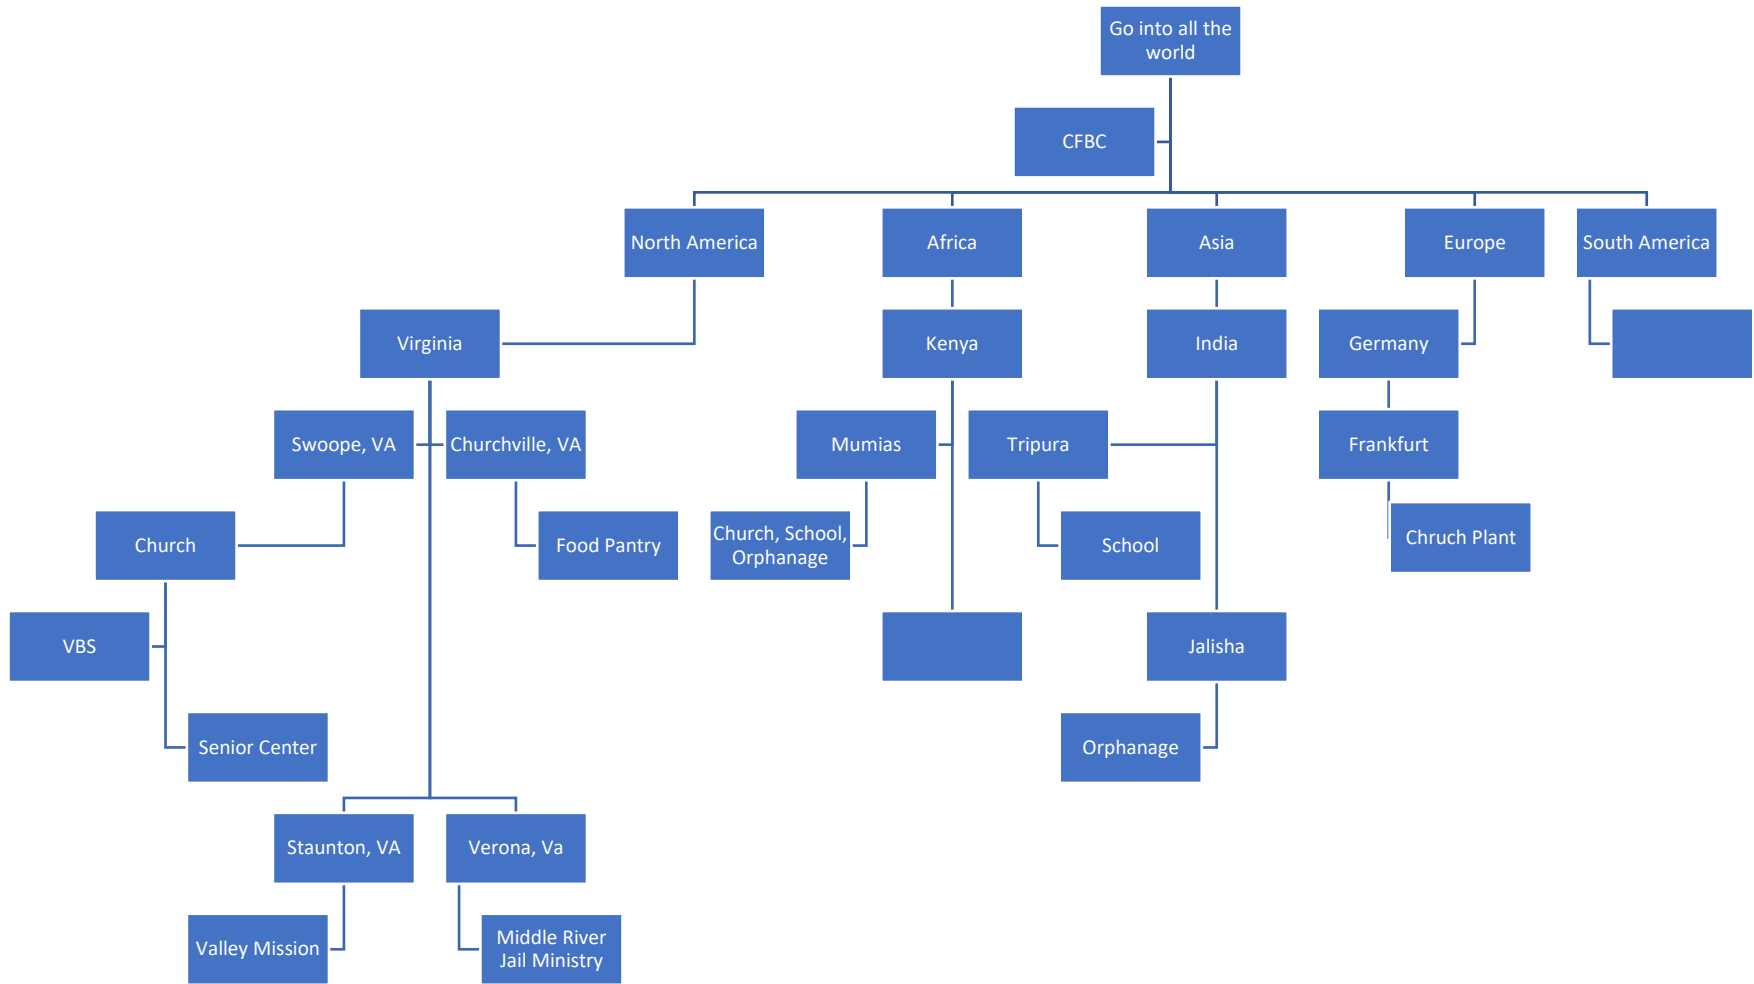 Go into all the
world
CFBC
North America
Africa
Asia
Europe
South America
Virginia
Kenya
India
Germany
Swoope, VA
Churchville, VA
Mumias
Tripura
Frankfurt
Church
Food Pantry
Church, School,
Orphanage
School
Chruch Plant
VBS
Jalisha
Senior Center
Orphanage
Staunton, VA
Verona, Va
Valley Mission
Middle River
Jail Ministry